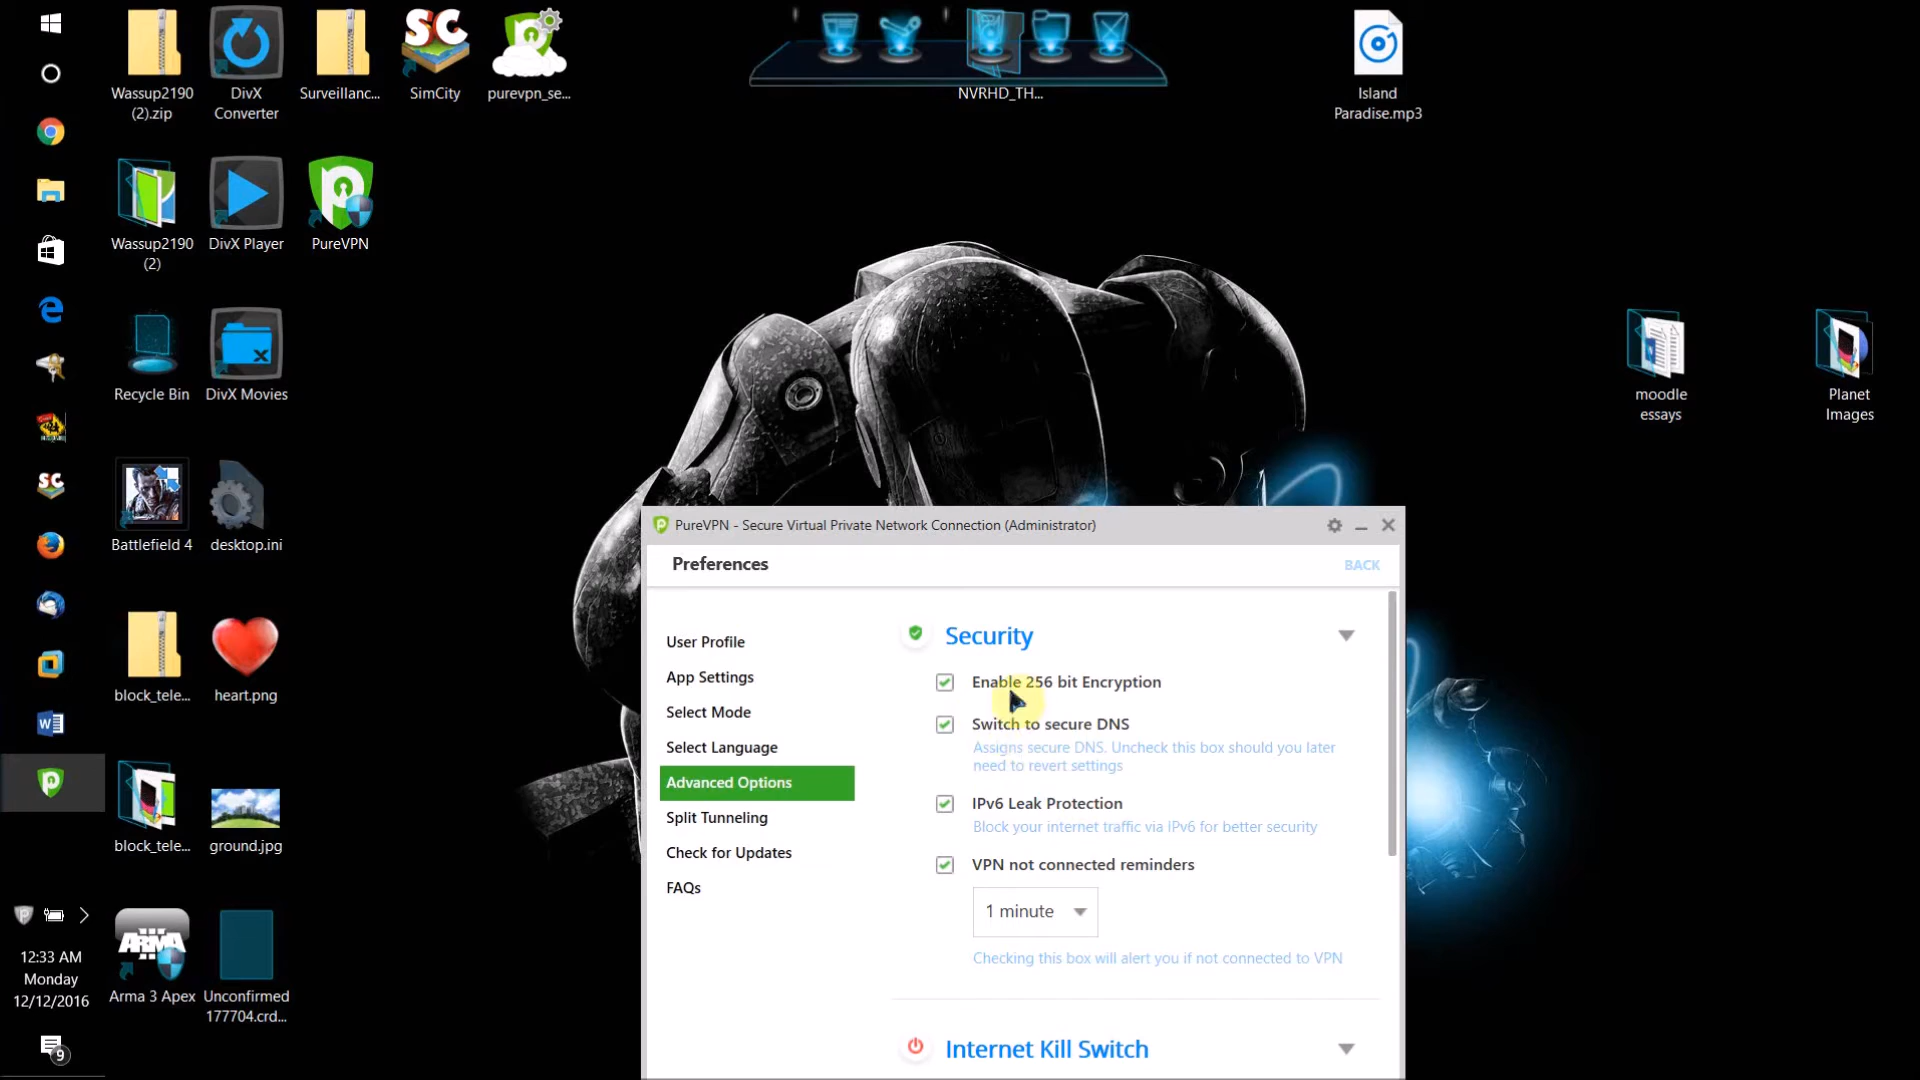 Wassup2190
(2).zip
DivX
Converter
Surveillanc...
SimCity
purevpn_se...
NVRHD_TH...
Island
Paradise.mp3
Wassup2190
(2)
DivX Player
PureVPN
Recycle Bin
DivX Movies
moodle
essays
Planet
Images
Battlefield 4
desktop.ini
block_tele...
heart.png
block_tele...
ground.jpg
Arma 3 Apex
Unconfirmed
177704.crd...
12:33 AM
Monday
12/12/2016
9
PureVPN - Secure Virtual Private Network Connection (Administrator)
Preferences
BACK
User Profile
App Settings
Select Mode
Select Language
Advanced Options
Split Tunneling
Check for Updates
FAQs
Security
Enable 256 bit Encryption
Switch to secure DNS
Assigns secure DNS. Uncheck this box should you later
need to revert settings
IPv6 Leak Protection
Block your internet traffic via IPv6 for better security
VPN not connected reminders
1 minute
Checking this box will alert you if not connected to VPN
Internet Kill Switch
SC
SC
ARMA